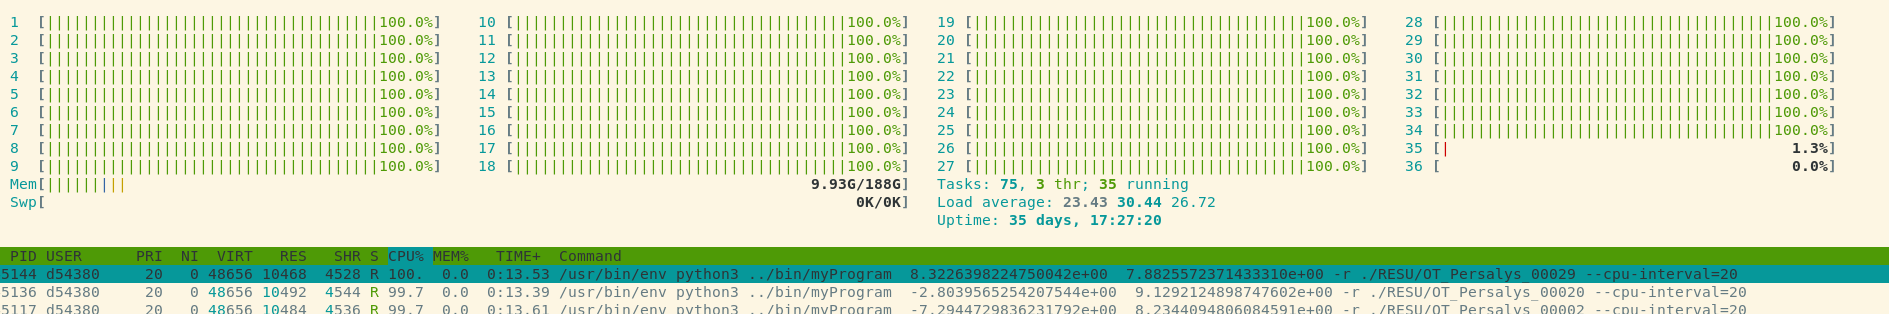 1 [||||||||||||||||||||||||||||||||||||||100.0%] 10 [||||||||||||||||||||||||||||||||||||||100.0%] 19 [||||||||||||||||||||||||||||||||||||||100.0%] 28 [||||||||||||||||||||||||||||||||||||||100.0%]
2 [||||||||||||||||||||||||||||||||||||||100.0%] 11 [||||||||||||||||||||||||||||||||||||||100.0%] 20 [||||||||||||||||||||||||||||||||||||||100.0%] 29 [||||||||||||||||||||||||||||||||||||||100.0%]
3 [||||||||||||||||||||||||||||||||||||||100.0%] 12 [||||||||||||||||||||||||||||||||||||||100.0%] 21 [||||||||||||||||||||||||||||||||||||||100.0%] 30 [||||||||||||||||||||||||||||||||||||||100.0%]
4 [||||||||||||||||||||||||||||||||||||||100.0%] 13 [||||||||||||||||||||||||||||||||||||||100.0%] 22 [||||||||||||||||||||||||||||||||||||||100.0%] 31 [||||||||||||||||||||||||||||||||||||||100.0%]
5 [||||||||||||||||||||||||||||||||||||||100.0%] 14 [||||||||||||||||||||||||||||||||||||||100.0%] 23 [||||||||||||||||||||||||||||||||||||||100.0%] 32 [||||||||||||||||||||||||||||||||||||||100.0%]
6 [||||||||||||||||||||||||||||||||||||||100.0%] 15 [||||||||||||||||||||||||||||||||||||||100.0%] 24 [||||||||||||||||||||||||||||||||||||||100.0%] 33 [||||||||||||||||||||||||||||||||||||||100.0%]
7 [||||||||||||||||||||||||||||||||||||||100.0%] 16 [||||||||||||||||||||||||||||||||||||||100.0%] 25 [||||||||||||||||||||||||||||||||||||||100.0%] 34 [||||||||||||||||||||||||||||||||||||||100.0%]
8 [||||||||||||||||||||||||||||||||||||||100.0%] 17 [||||||||||||||||||||||||||||||||||||||100.0%] 26 [||||||||||||||||||||||||||||||||||||||100.0%] 35 [| 1.3%]
9 [||||||||||||||||||||||||||||||||||||||100.0%] 18 [||||||||||||||||||||||||||||||||||||||100.0%] 27 [||||||||||||||||||||||||||||||||||||||100.0%] 36 [ 0.0%]
Mem[||||||||| 9.93G/188G] Tasks: 75, 3 thr; 35 running
Swp[ 0K/0K] Load average: 23.43 30.44 26.72
Uptime: 35 days, 17:27:20
PID USER PRI NI VIRT RES SHR S CPU% MEM% TIME+ Command
5144 d54380 20 0 48656 10468 4528 R 100. 0.0 0:13.53 /usr/bin/env python3 ../bin/myProgram 8.3226398224750042e+00 7.8825572371433310e+00 -r ./RESU/OT_Persalys_00029 --cpu-interval=20
5136 d54380 20 0 48656 10492 4544 R 99.7 0.0 0:13.39 /usr/bin/env python3 ../bin/myProgram -2.8039565254207544e+00 9.1292124898747602e+00 -r ./RESU/OT_Persalys_00020 --cpu-interval=20
5117 d54380 20 0 48656 10484 4536 R 99.7 0.0 0:13.61 /usr/bin/env python3 ../bin/myProgram -7.2944729836231792e+00 8.2344094806084591e+00 -r ./RESU/OT_Persalys_00002 --cpu-interval=20